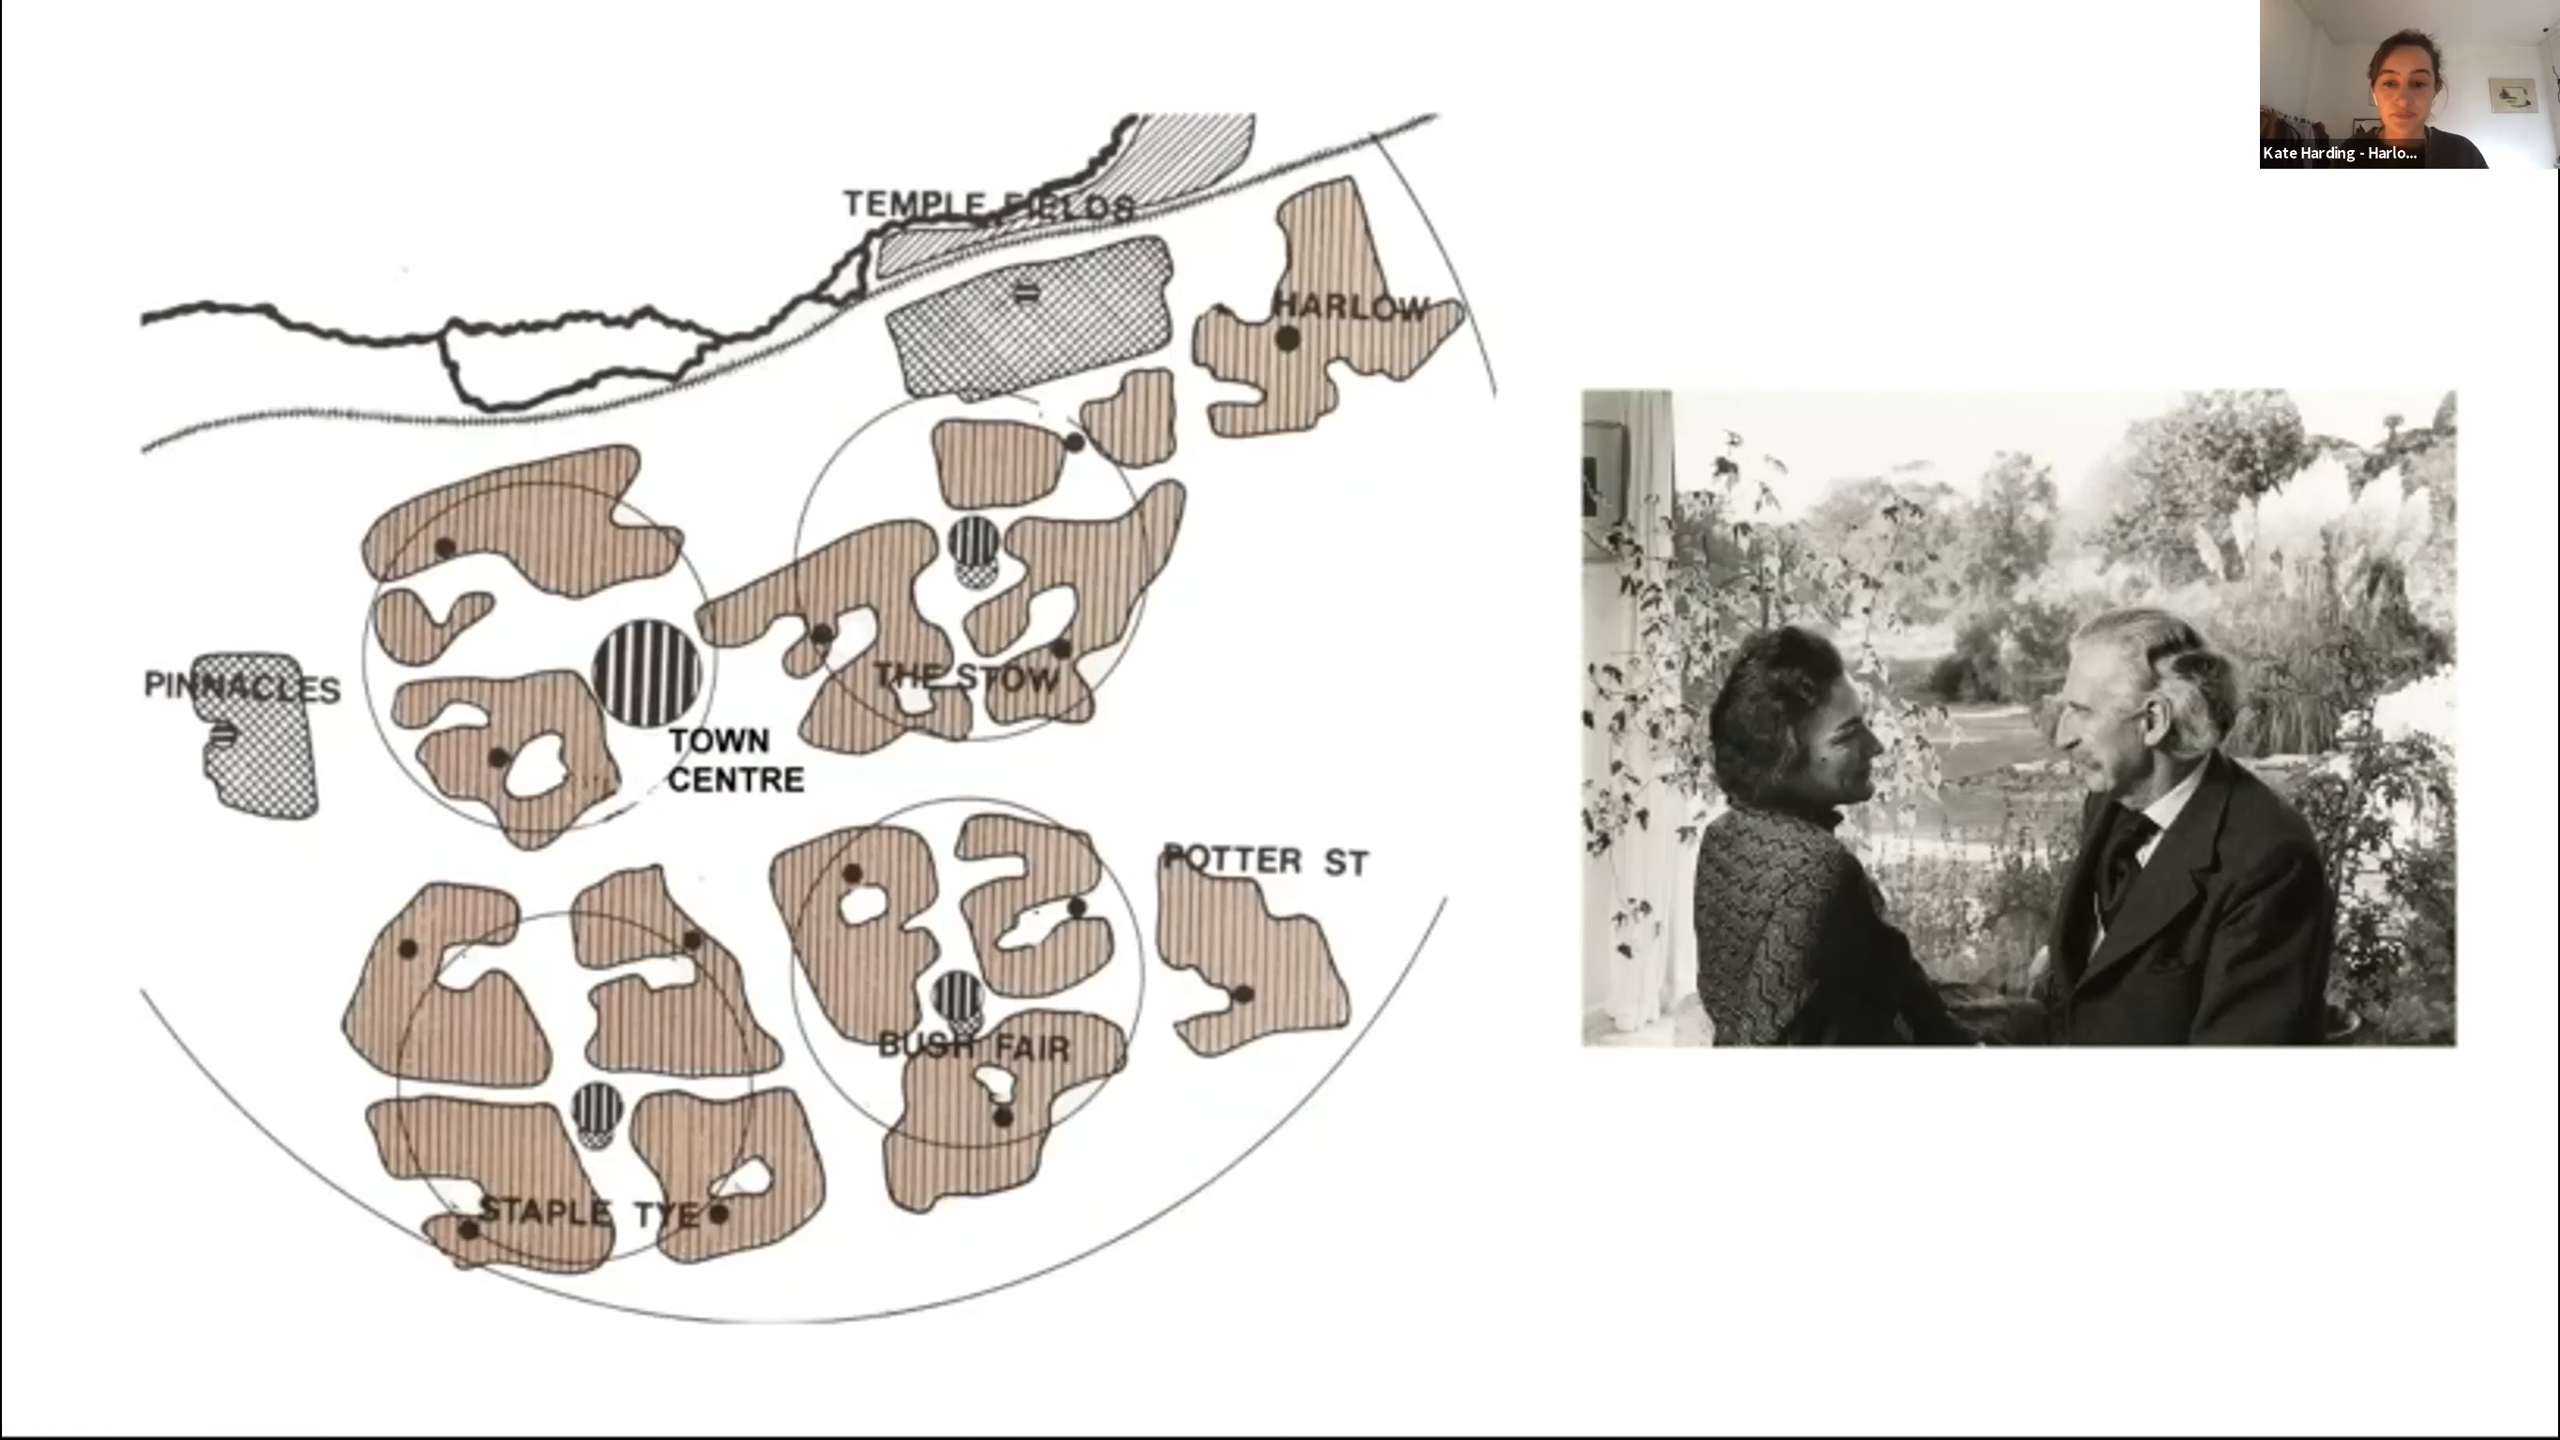 Kate Harding - Harlo...
TEMPLE FIELDS
HARLOW
PINNACLES
THE STOW
TOWN
CENTRE
POTTER ST
BUSH FAIR
STAPLE TYE